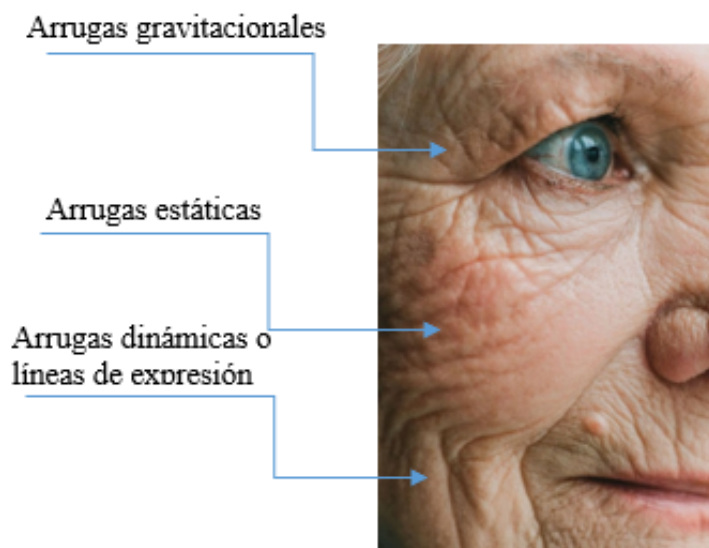 Arrugas gravitacionales
Arrugas estáticas
Arrugas dinámicas o
líneas de expresión